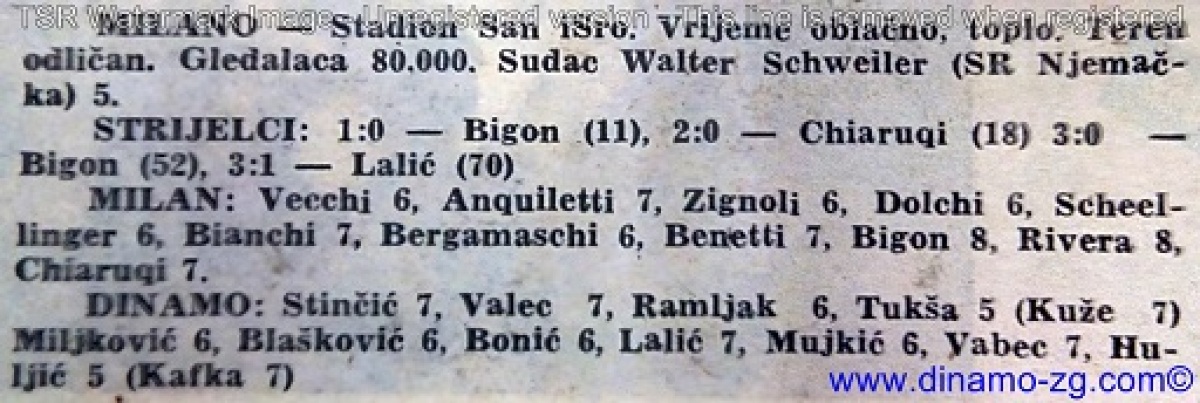 TSR Watermark Image - Unregistered version - This line is removed when registered
MILANO — Stadion San iSro. Vrijeme oblačno, toplo. Teren
odličan. Gledalaca 80.000. Sudac Walter Schweiler (SR Njemač-
ka) 5.
STRIJELCI: 1:0 — Bigon (11), 2:0 — Chiaruqi (18) 3:0 —
Bigon (52), 3:1 — Lalić (70)
MILAN: Vecchi 6, Anquiletti 7, Zignoli 6, Dolchi 6, Scheel-
linger 6, Bianchi 7, Bergamaschi 6, Benetti 7, Bigon 8, Rivera 8,
Chiaruqi 7.
DINAMO: Stinčić 7, Valec 7, Ramljak 6, Tukša 5 (Kuže 7)
Miljković 6, Blašković 6, Bonić 6, Lalić 7, Mujkić 6, Vabec 7, Hu-
ljić 5 (Kafka 7)
www.dinamo-zg.com©